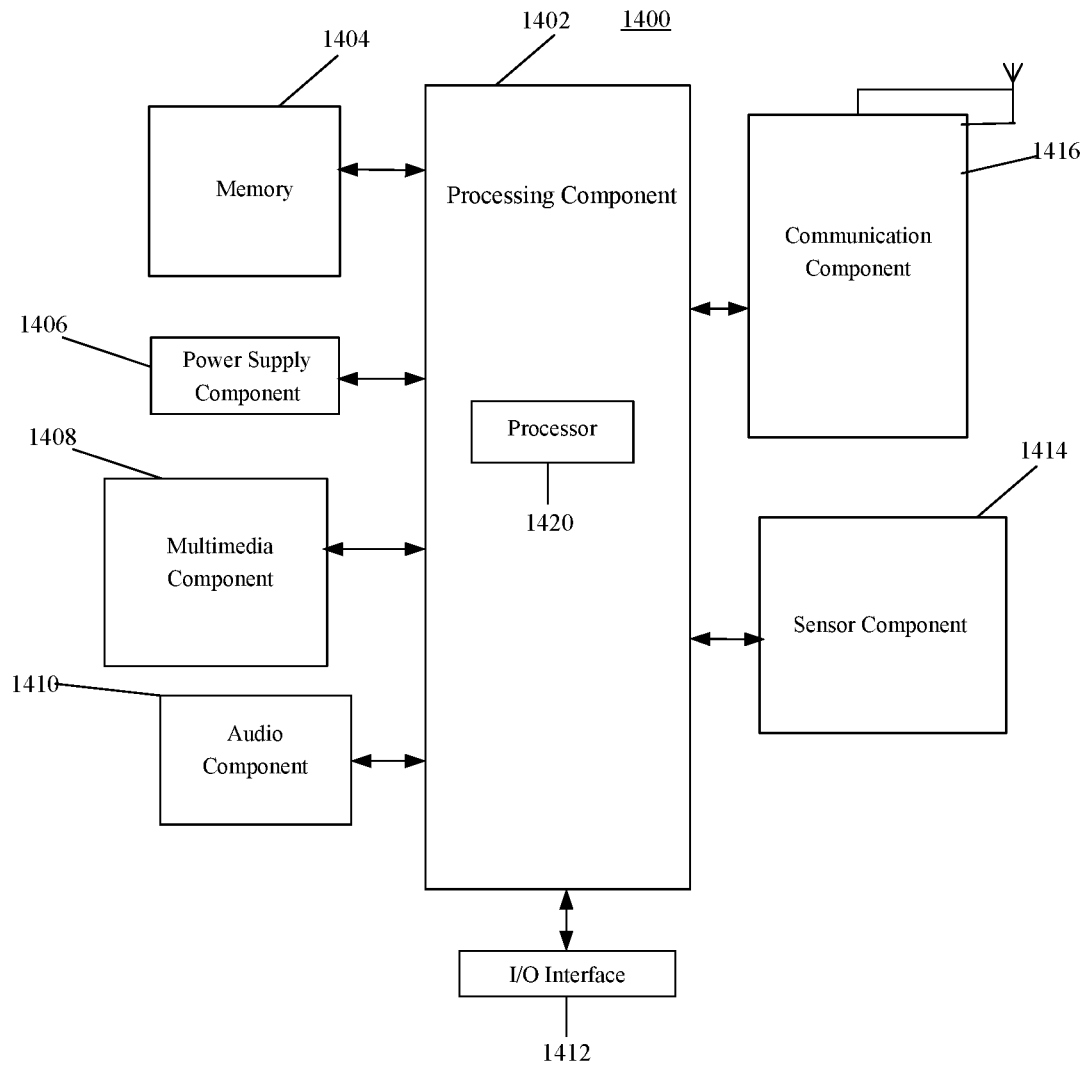 1400
1402
1404
Memory
Processing Component
1416
Communication
Component
1406
Power Supply
Component
Processor
1420
1408
Multimedia
Component
1414
Sensor Component
1410
Audio
Component
I/O Interface
1412